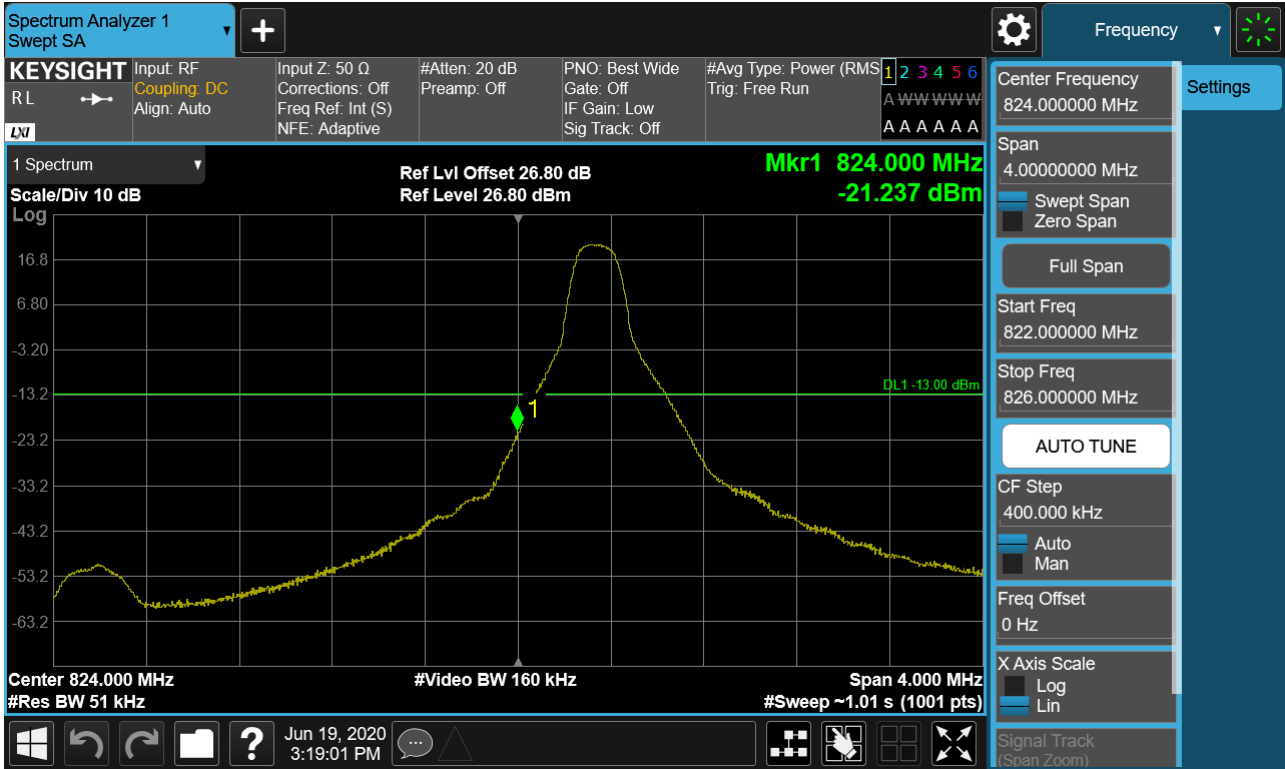 Spectrum Analyzer 1
Swept SA
Frequency
KEYSIGHT
R L
LXI
Input: RF
Coupling: DC
Align: Auto
Input Z: 50 Ω
Corrections: Off
Freq Ref: Int (S)
NFE: Adaptive
#Atten: 20 dB
Preamp: Off
PNO: Best Wide
Gate: Off
IF Gain: Low
Sig Track: Off
#Avg Type: Power (RMS
Trig: Free Run
1 2 3 4 5 6
A W W W W W
A A A A A A
1 Spectrum
Scale/Div 10 dB
Ref Lvl Offset 26.80 dB
Ref Level 26.80 dBm
Mkr1 824.000 MHz
-21.237 dBm
Log
16.8
6.80
-3.20
-13.2
-23.2
-33.2
-43.2
-53.2
-63.2
DL1 -13.00 dBm
1
Center 824.000 MHz
#Res BW 51 kHz
#Video BW 160 kHz
Span 4.000 MHz
#Sweep ~1.01 s (1001 pts)
Center Frequency
824.000000 MHz
Span
4.00000000 MHz
Swept Span
Zero Span
Full Span
Start Freq
822.000000 MHz
Stop Freq
826.000000 MHz
AUTO TUNE
CF Step
400.000 kHz
Auto
Man
Freq Offset
0 Hz
X Axis Scale
Log
Lin
Signal Track
(Span Zoom)
Settings
?
Jun 19, 2020
3:19:01 PM